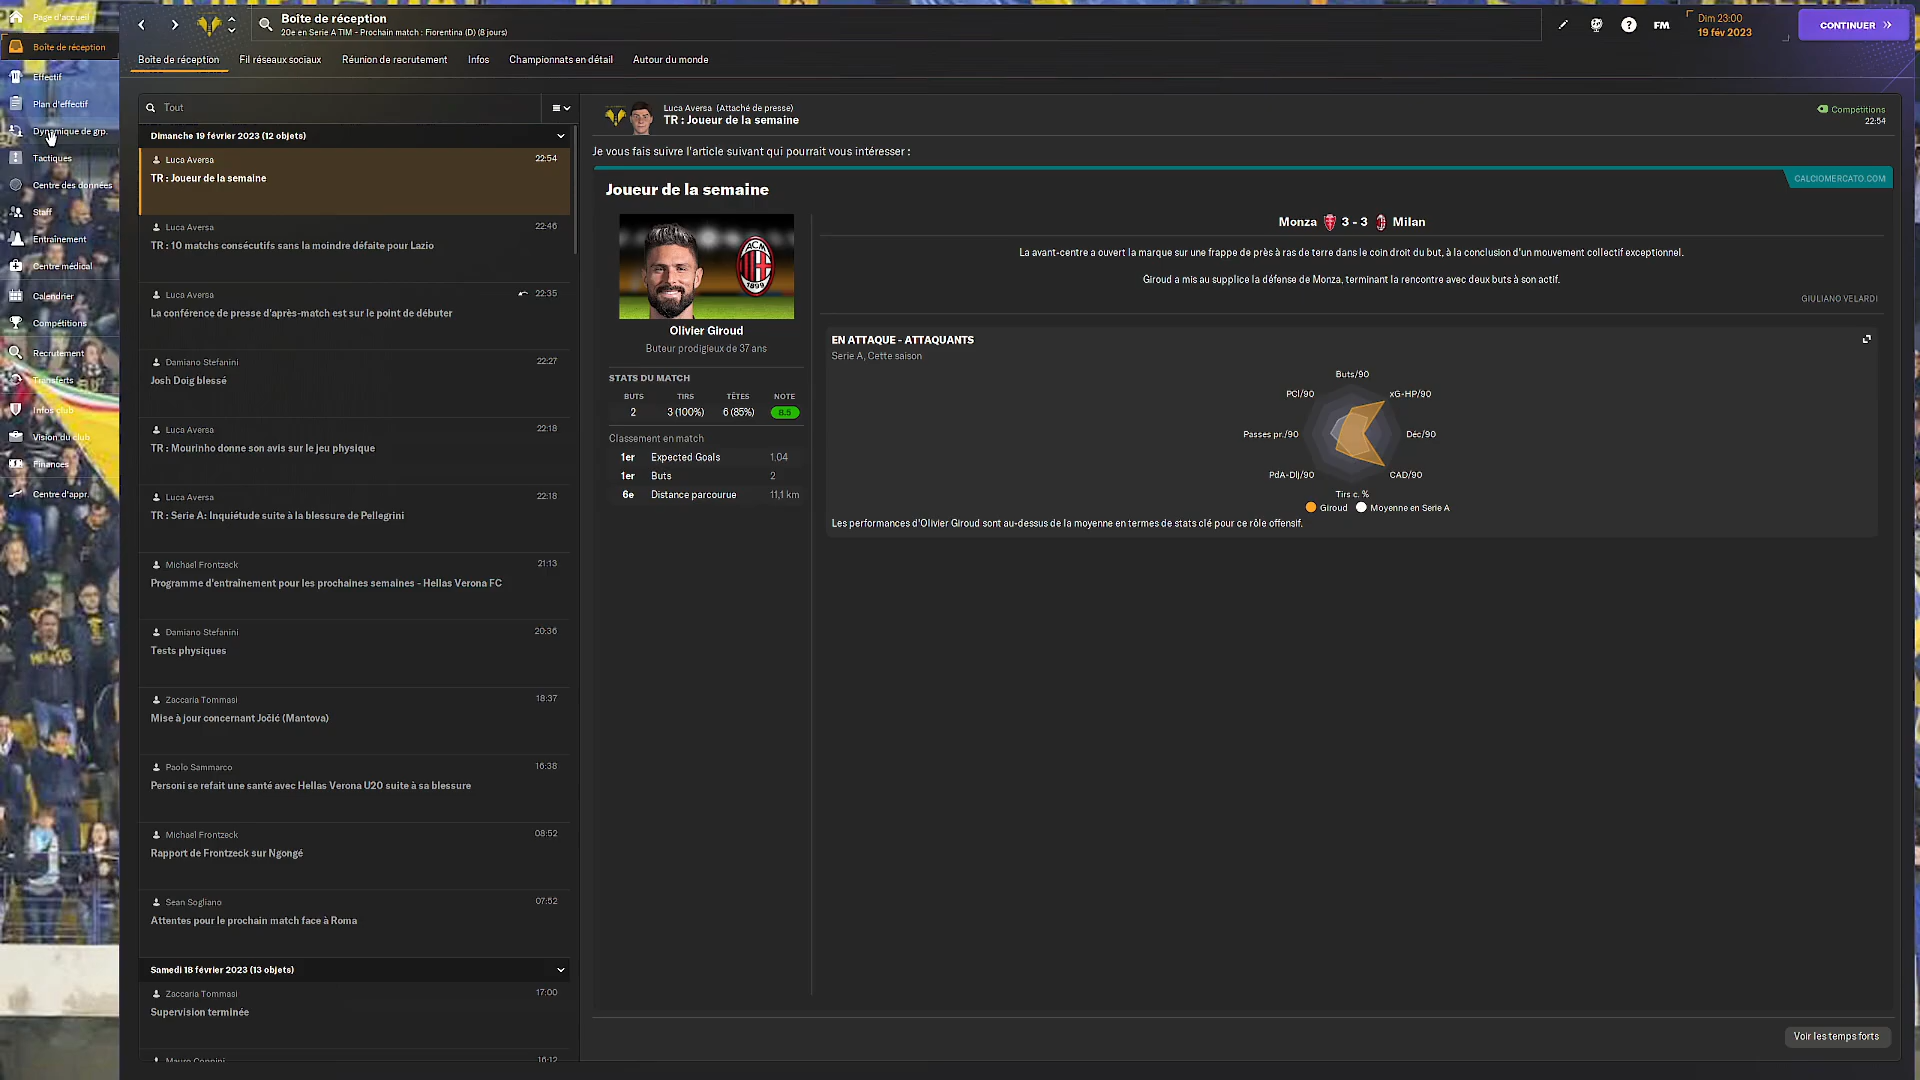 Page d'accueil
Boîte de réception
Effectif
Plan d'effectif
Dynamique de grp.
Tactiques
Centre des données
Staff
Entraînement
Centre médical
Calendrier
Compétitions
Recrutement
Transferts
Infos club
Vision du club
Finances
Centre d'appr.
Boîte de réception
20e en Serie A TIM - Prochain match : Fiorentina (D) (8 jours)
FM
Dim 23:00
19 fév 2023
CONTINUER
Boîte de réception
Fil réseaux sociaux
Réunion de recrutement
Infos
Championnats en détail
Autour du monde
Tout
Dimanche 19 février 2023 (12 objets)
Luca Aversa 22:54
TR : Joueur de la semaine
Luca Aversa 22:46
TR : 10 matchs consécutifs sans la moindre défaite pour Lazio
Luca Aversa 22:35
La conférence de presse d'après-match est sur le point de débuter
Damiano Stefanini 22:27
Josh Doig blessé
Luca Aversa 22:18
TR : Mourinho donne son avis sur le jeu physique
Luca Aversa 22:18
TR : Serie A: Inquiétude suite à la blessure de Pellegrini
Michael Frontzeck 21:13
Programme d'entraînement pour les prochaines semaines - Hellas Verona FC
Damiano Stefanini 20:36
Tests physiques
Zaccaria Tommasi 18:37
Mise à jour concernant Jočić (Mantova)
Paolo Sammarco 16:38
Personi se refait une santé avec Hellas Verona U20 suite à sa blessure
Michael Frontzeck 08:52
Rapport de Frontzeck sur Ngongé
Sean Sogliano 07:52
Attentes pour le prochain match face à Roma
Samedi 18 février 2023 (13 objets)
Zaccaria Tommasi 17:00
Supervision terminée
16:12
Luca Aversa (Attaché de presse)
TR : Joueur de la semaine
Compétitions
22:54
Je vous fais suivre l'article suivant qui pourrait vous intéresser :
CALCIOMERCATO.COM
Joueur de la semaine
ACM
1899
Olivier Giroud
Buteur prodigieux de 37 ans
STATS DU MATCH
BUTS TIRS TÊTES NOTE
2 3 (100%) 6 (85%) 8.5
Classement en match
1er Expected Goals 1,04
1er Buts 2
6e Distance parcourue 11,1 km
Monza 3 - 3 Milan
La avant-centre a ouvert la marque sur une frappe de près à ras de terre dans le coin droit du but, à la conclusion d'un mouvement collectif exceptionnel.
Giroud a mis au supplice la défense de Monza, terminant la rencontre avec deux buts à son actif.
GIULIANO VELARDI
EN ATTAQUE - ATTAQUANTS
Serie A, Cette saison
Buts/90
PCl/90
xG-HP/90
Passes pr./90
Déc/90
PdA-DIj/90
CAD/90
Tirs c. %
Giroud
Moyenne en Serie A
Les performances d'Olivier Giroud sont au-dessus de la moyenne en termes de stats clé pour ce rôle offensif.
Voir les temps forts